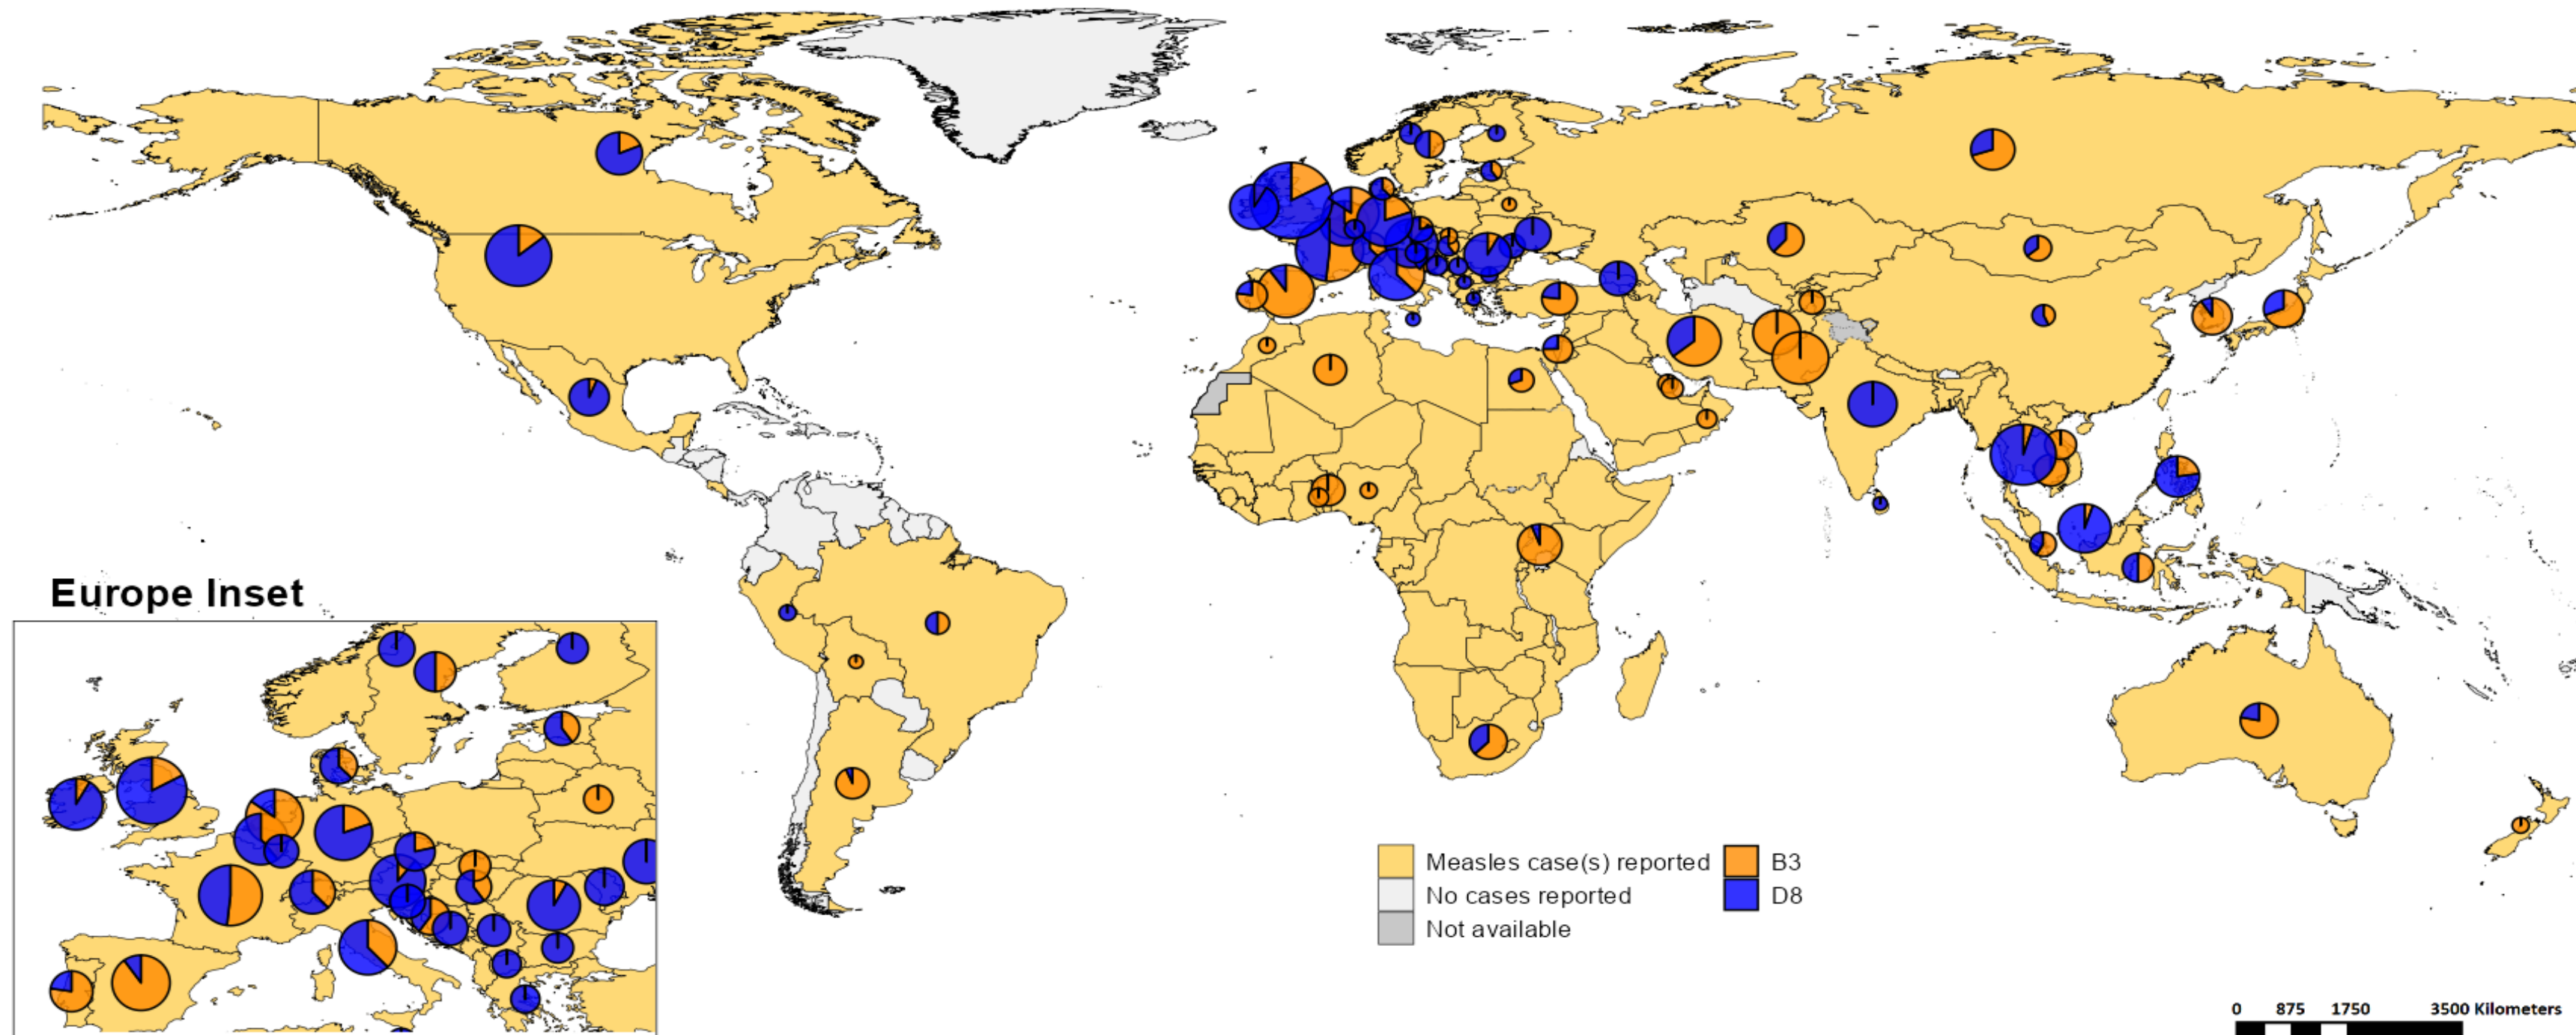 Europe Inset
Measles case(s) reported
No cases reported
Not available
B3
D8
0 875 1750 3500 Kilometers